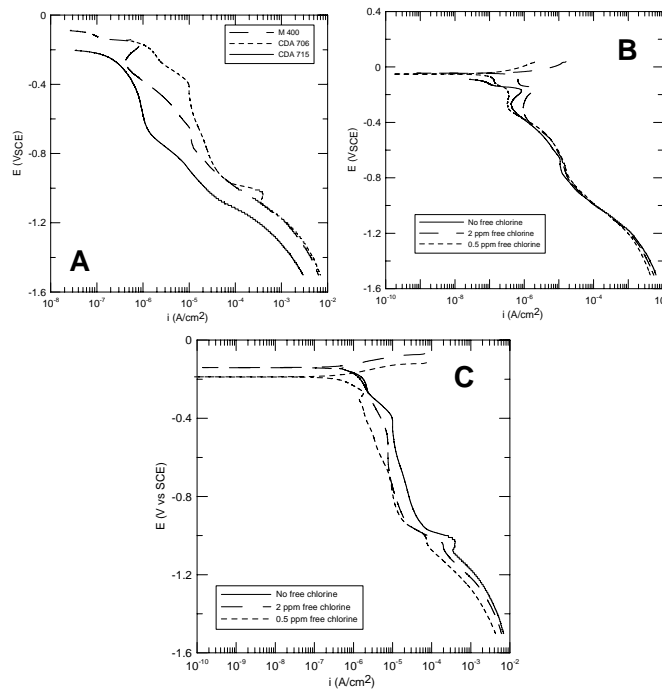 A
M 400
CDA 706
CDA 715
0
-0.4
-0.8
-1.2
-1.6
E (VSCE)
10-8
10-7
10-6
10-5
10-4
10-3
10-2
i (A/cm2)
B
0.4
0
-0.4
-0.8
-1.2
-1.6
E (VSCE)
No free chlorine
2 ppm free chlorine
0.5 ppm free chlorine
10-10
10-8
10-6
10-4
10-2
i (A/cm2)
C
0
-0.4
-0.8
-1.2
-1.6
E (V vs SCE)
No free chlorine
2 ppm free chlorine
0.5 ppm free chlorine
10-10
10-9
10-8
10-7
10-6
10-5
10-4
10-3
10-2
i (A/cm2)